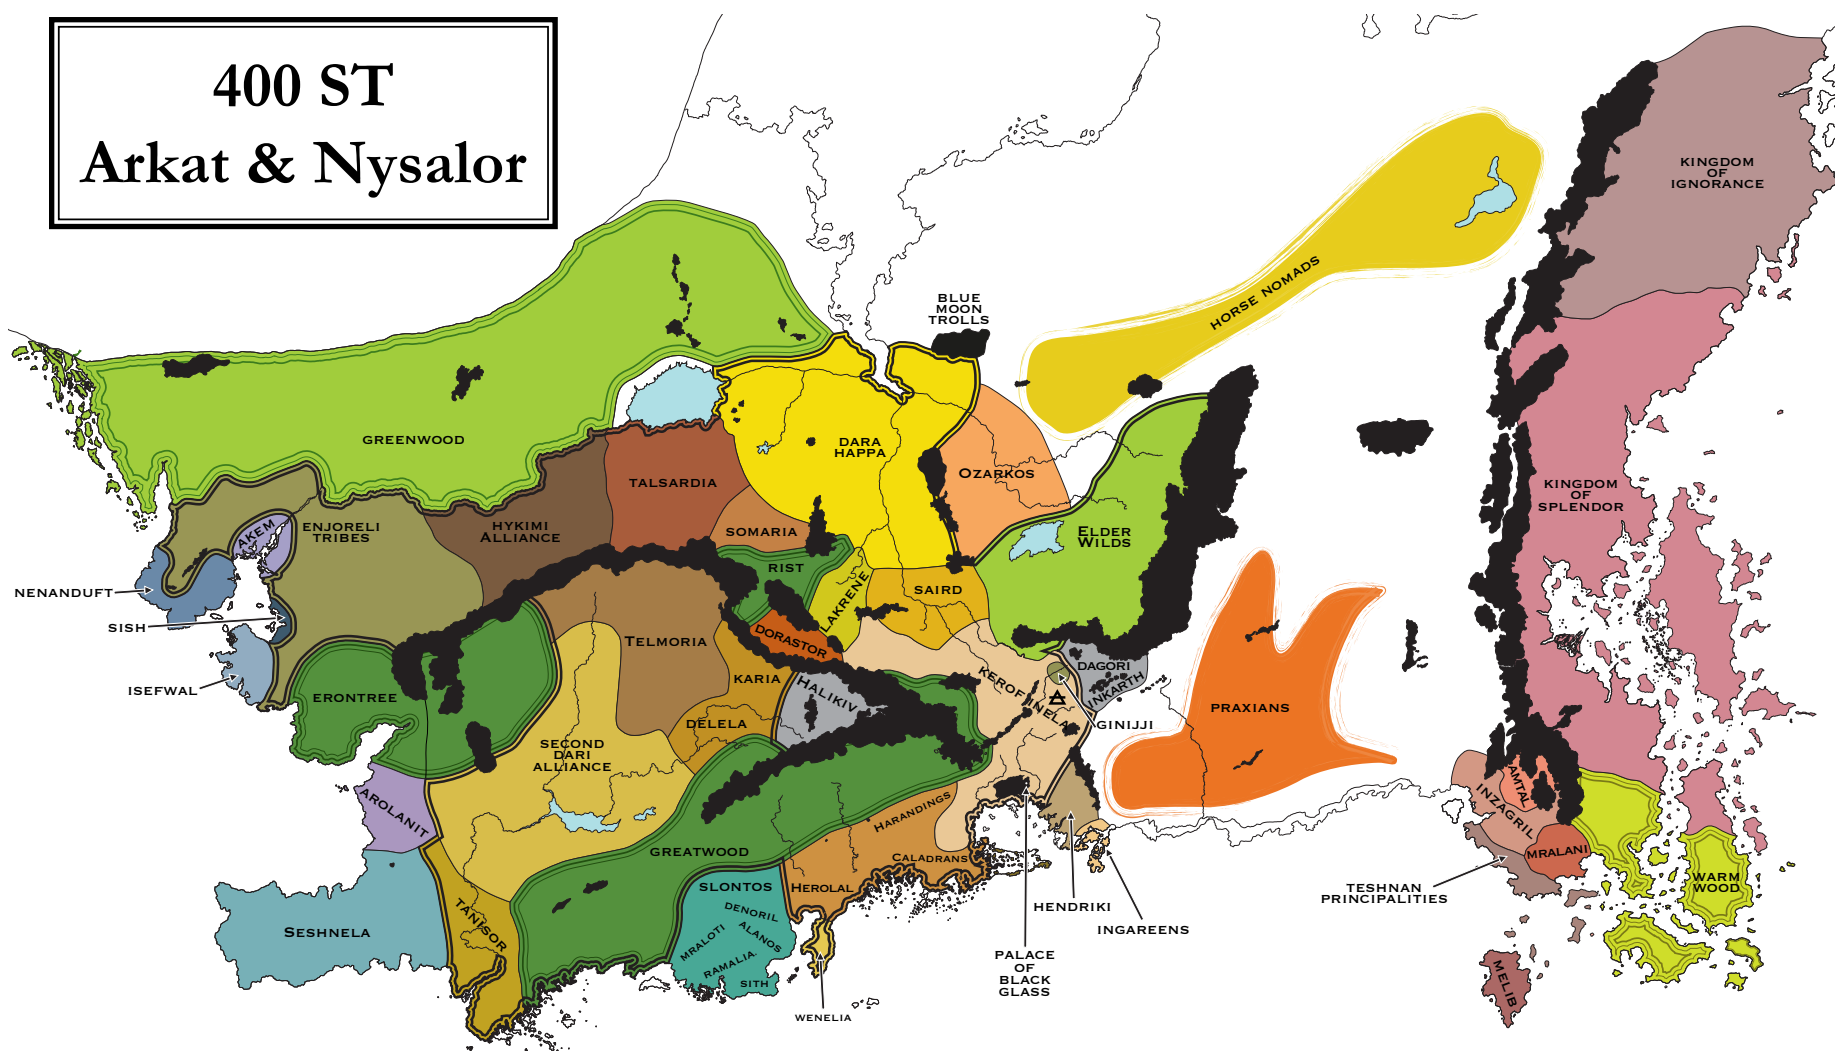 400 ST
Arkat & Nysalor
KINGDOM
OF
IGNORANCE
HORSE NOMADS
BLUE
MOON
TROLLS
GREENWOOD
DARA
HAPPA
OZARKOS
TALSARDIA
KINGDOM
OF
SPLENDOR
AKEM
ENJORELI
TRIBES
HYKIMI
ALLIANCE
SOMARIA
ELDER
WILDS
RIST
NENANDUFT
LAKRENE
SAIRD
SISH
TELMORIA
DORASTOR
DAGORI
INKARTH
ISEFWAL
ERONTREE
KARIA
HALIKIV
KEROFINELA
GINIJJI
PRAXIANS
DELELA
SECOND
DARI
ALLIANCE
AMTAL
INZAGRIL
AROLANIT
HARANDINGS
GREATWOOD
CALADRANS
MRALANI
SLONTOS
HEROLAL
TESHNAN
PRINCIPALITIES
WARM
WOOD
HENDRIKI
DENORIL
TANISOR
SESHNELA
INGAREENS
ALANOS
MRALOTI
RAMALIA
SITH
PALACE
OF
BLACK
GLASS
MELIB
WENELIA